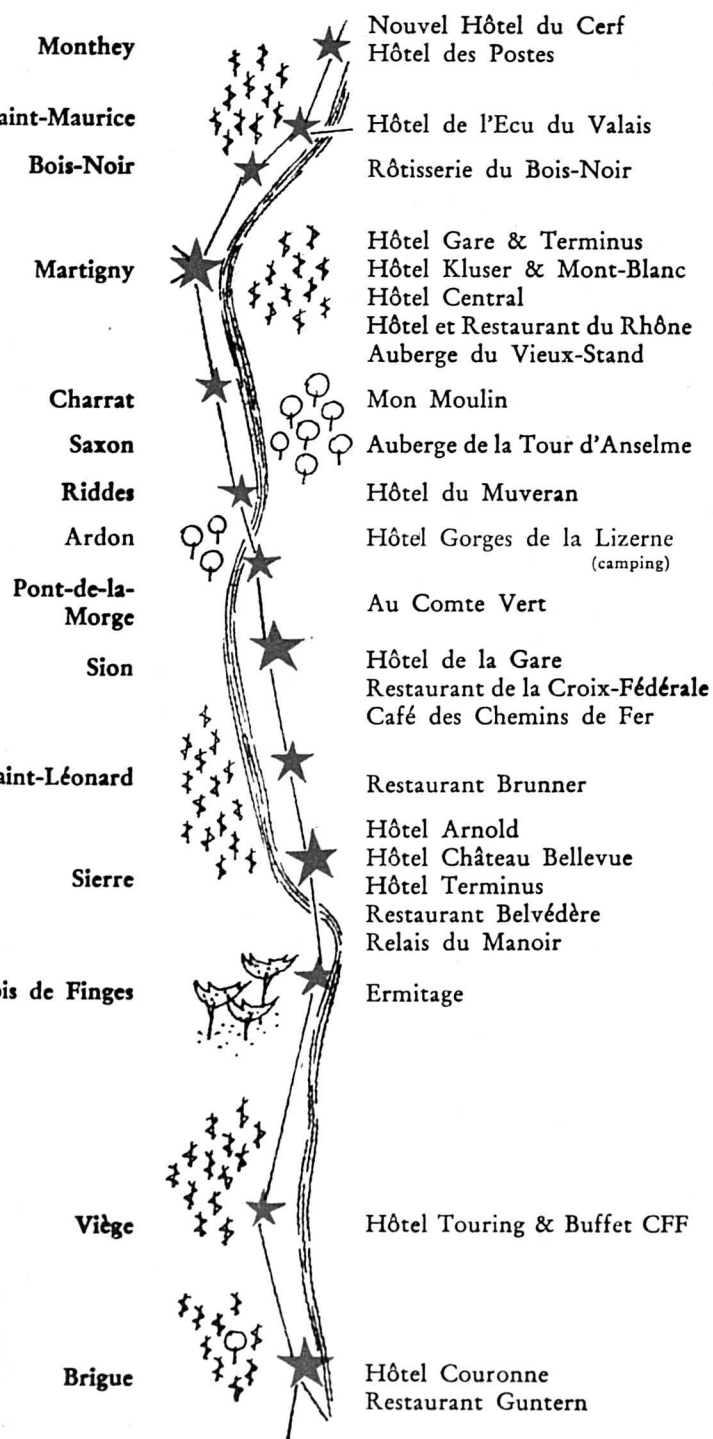 Monthey
Nouvel Hôtel du Cerf
Hôtel des Postes
aint-Maurice
Hôtel de l'Ecu du Valais
Bois-Noir
Rôtisserie du Bois-Noir
Martigny
Hôtel Gare & Terminus
Hôtel Kluser & Mont-Blanc
Hôtel Central
Hôtel et Restaurant du Rhône
Auberge du Vieux-Stand
Charrat
Mon Moulin
Saxon
Auberge de la Tour d'Anselme
Riddes
Hôtel du Muveran
Ardon
Hôtel Gorges de la Lizerne
(camping)
Pont-de-la-
Morge
Au Comte Vert
Sion
Hôtel de la Gare
Restaurant de la Croix-Fédérale
Café des Chemins de Fer
aint-Léonard
Restaurant Brunner
Sierre
Hôtel Arnold
Hôtel Château Bellevue
Hôtel Terminus
Restaurant Belvédère
Relais du Manoir
is de Finges
Ermitage
Viège
Hôtel Touring & Buffet CFF
Brigue
Hôtel Couronne
Restaurant Guntern